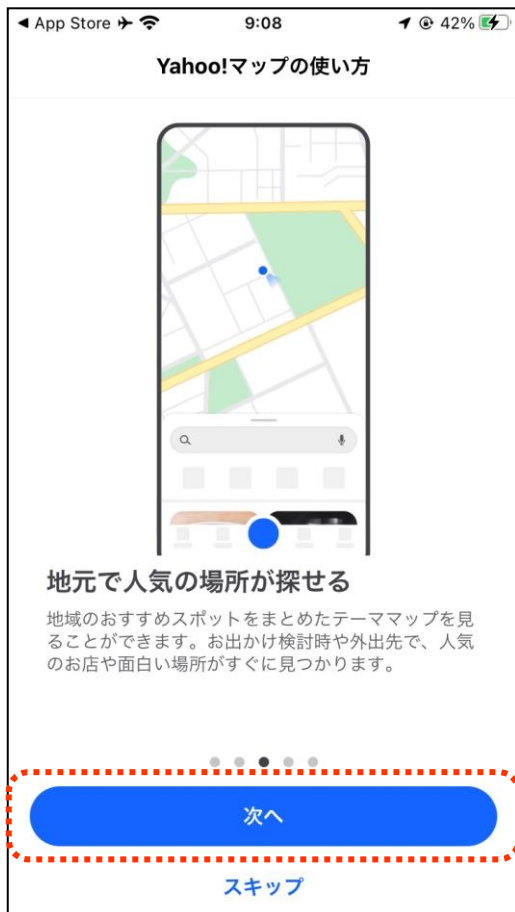 App Store 9:08 42%
Yahoo!マップの使い方
地元で人気の場所が探せる
地域のおすすめスポットをまとめたテーママップを見
ることができます。お出かけ検討時や外出先で、人気
のお店や面白い場所がすぐに見つかります。
次へ
スキップ